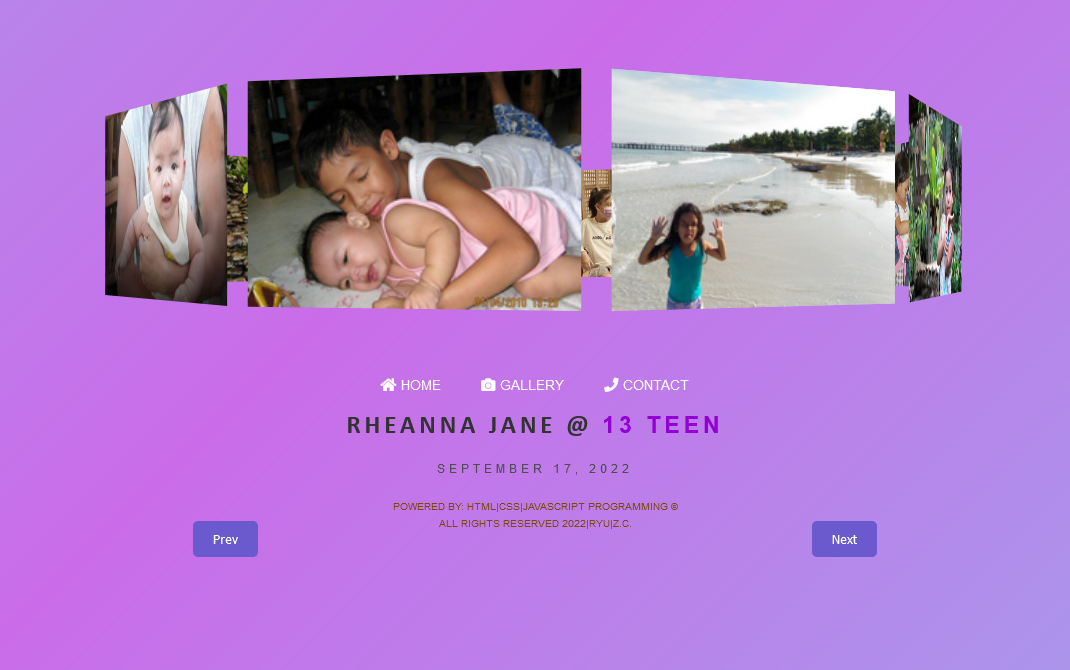 HOME GALLERY CONTACT
RHEANNA JANE @ 13 TEEN
SEPTEMBER 17, 2022
POWERED BY: HTML|CSS|JAVASCRIPT PROGRAMMING ©
ALL RIGHTS RESERVED 2022|RYU|Z.C.
Prev Next